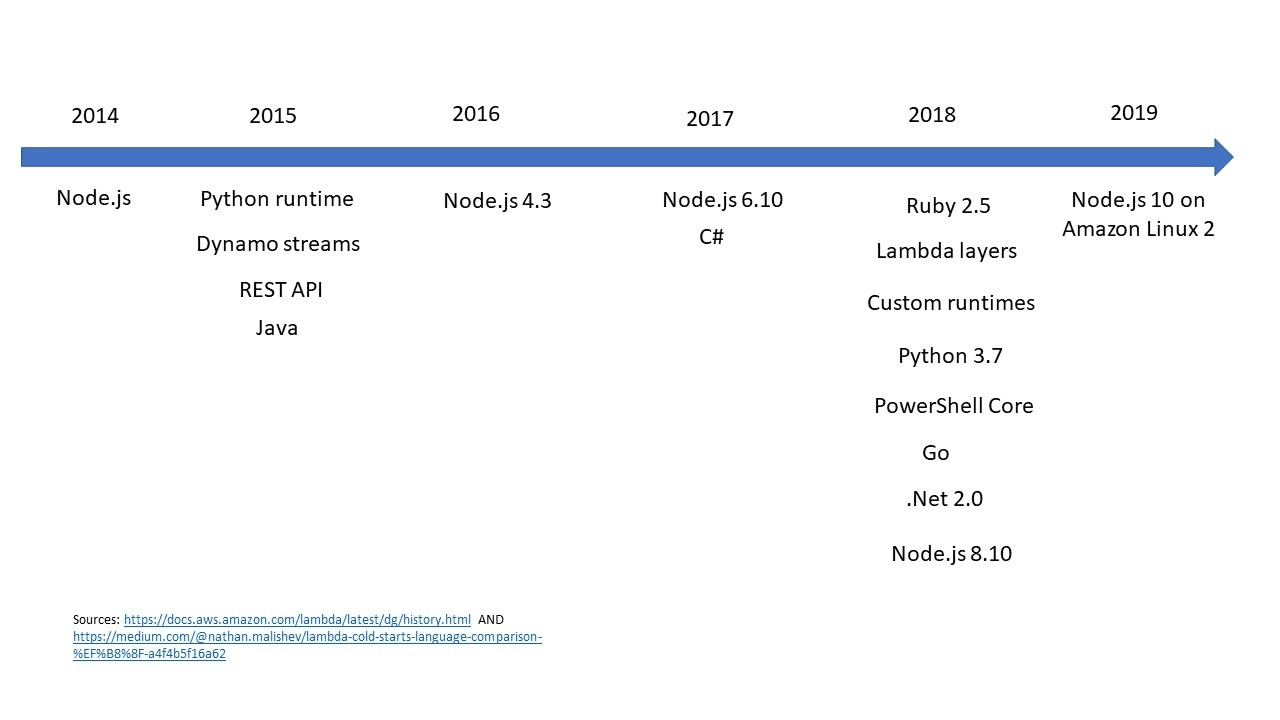 2014
2015
2016
2017
2018
2019
Node.js
Python runtime
Dynamo streams
REST API
Java
Node.js 4.3
Node.js 6.10
C#
Ruby 2.5
Lambda layers
Custom runtimes
Python 3.7
PowerShell Core
Go
.Net 2.0
Node.js 8.10
Node.js 10 on
Amazon Linux 2
Sources: https://docs.aws.amazon.com/lambda/latest/dg/history.html AND
https://medium.com/@nathan.malishev/lambda-cold-starts-language-comparison-
%EF%B8%8F-a4f4b5f16a62